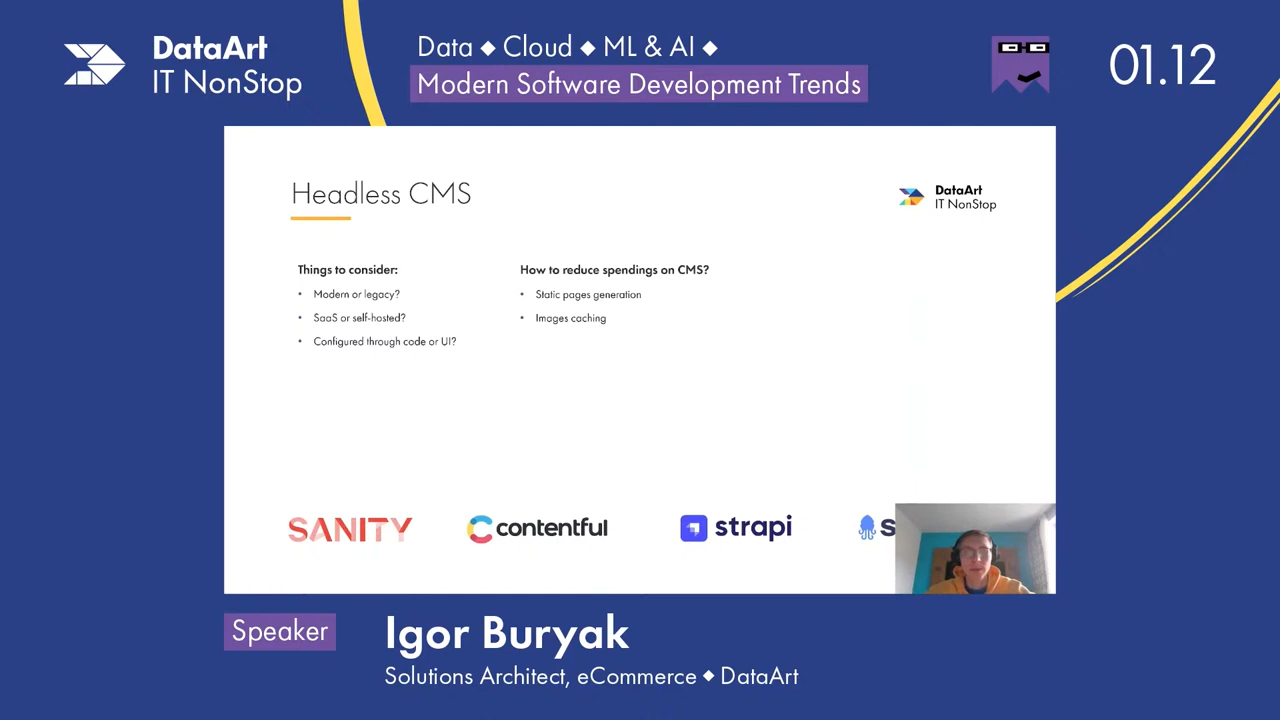 DataArt
IT NonStop
Data ◆ Cloud ◆ ML & AI ◆
Modern Software Development Trends
01.12
Headless CMS
DataArt
IT NonStop
Things to consider:
• Modern or legacy?
• SaaS or self-hosted?
• Configured through code or UI?
How to reduce spendings on CMS?
• Static pages generation
• Images caching
SANITY
contentful
strapi
Speaker
Igor Buryak
Solutions Architect, eCommerce ◆ DataArt